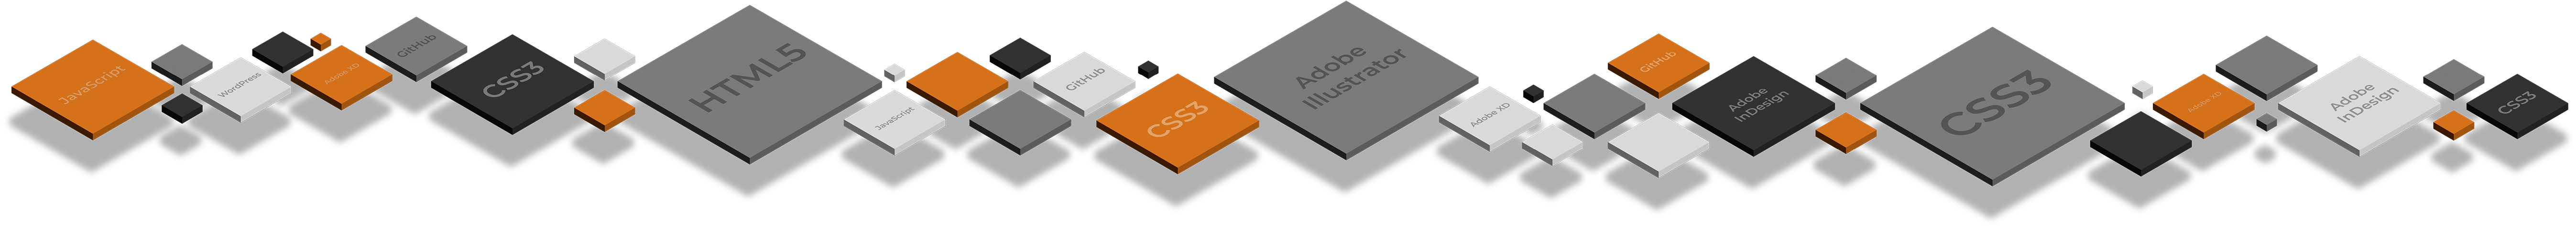 JavaScript
WordPress
Adobe XD
GitHub
CSS3
HTML5
JavaScript
GitHub
CSS3
Adobe
Illustrator
Adobe XD
GitHub
Adobe
InDesign
CSS3
Adobe XD
Adobe
InDesign
CSS3